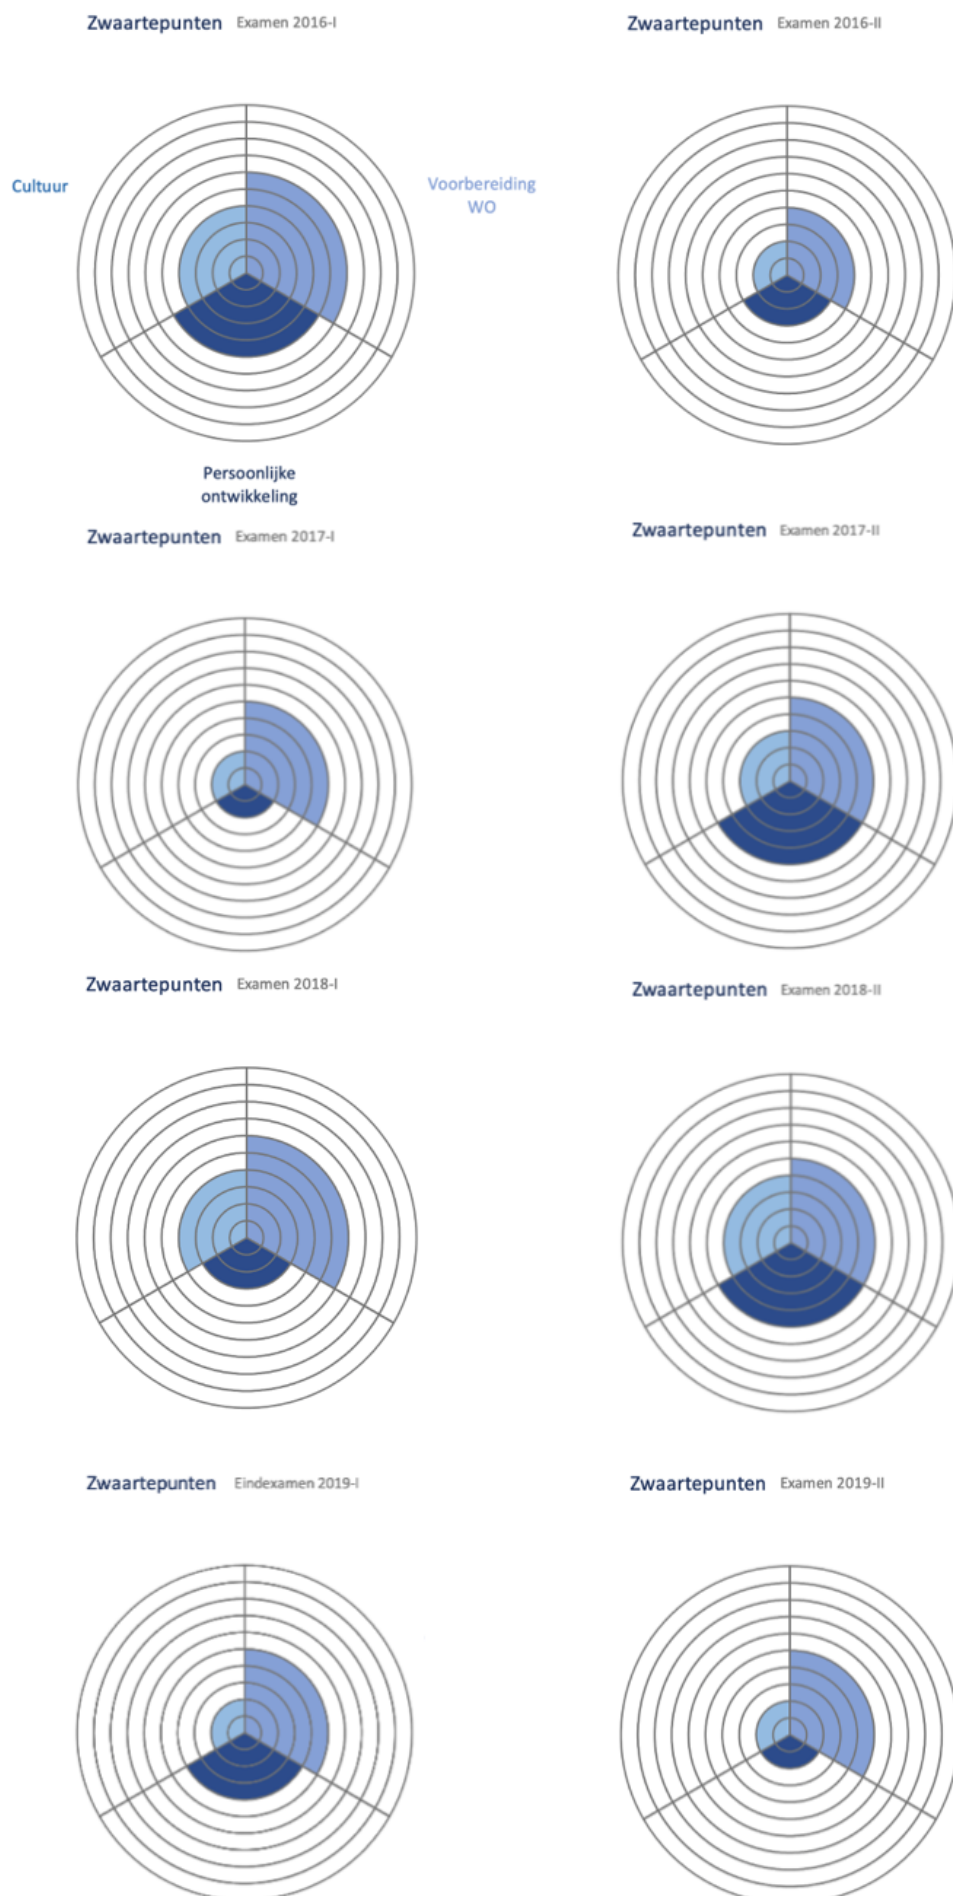 Zwaartepunten Examen 2016-I
Zwaartepunten Examen 2016-II
Cultuur
Voorbereiding
WO
Persoonlijke
ontwikkeling
Zwaartepunten Examen 2017-I
Zwaartepunten Examen 2017-II
Zwaartepunten Examen 2018-I
Zwaartepunten Examen 2018-II
Zwaartepunten Eindexamen 2019-I
Zwaartepunten Examen 2019-II